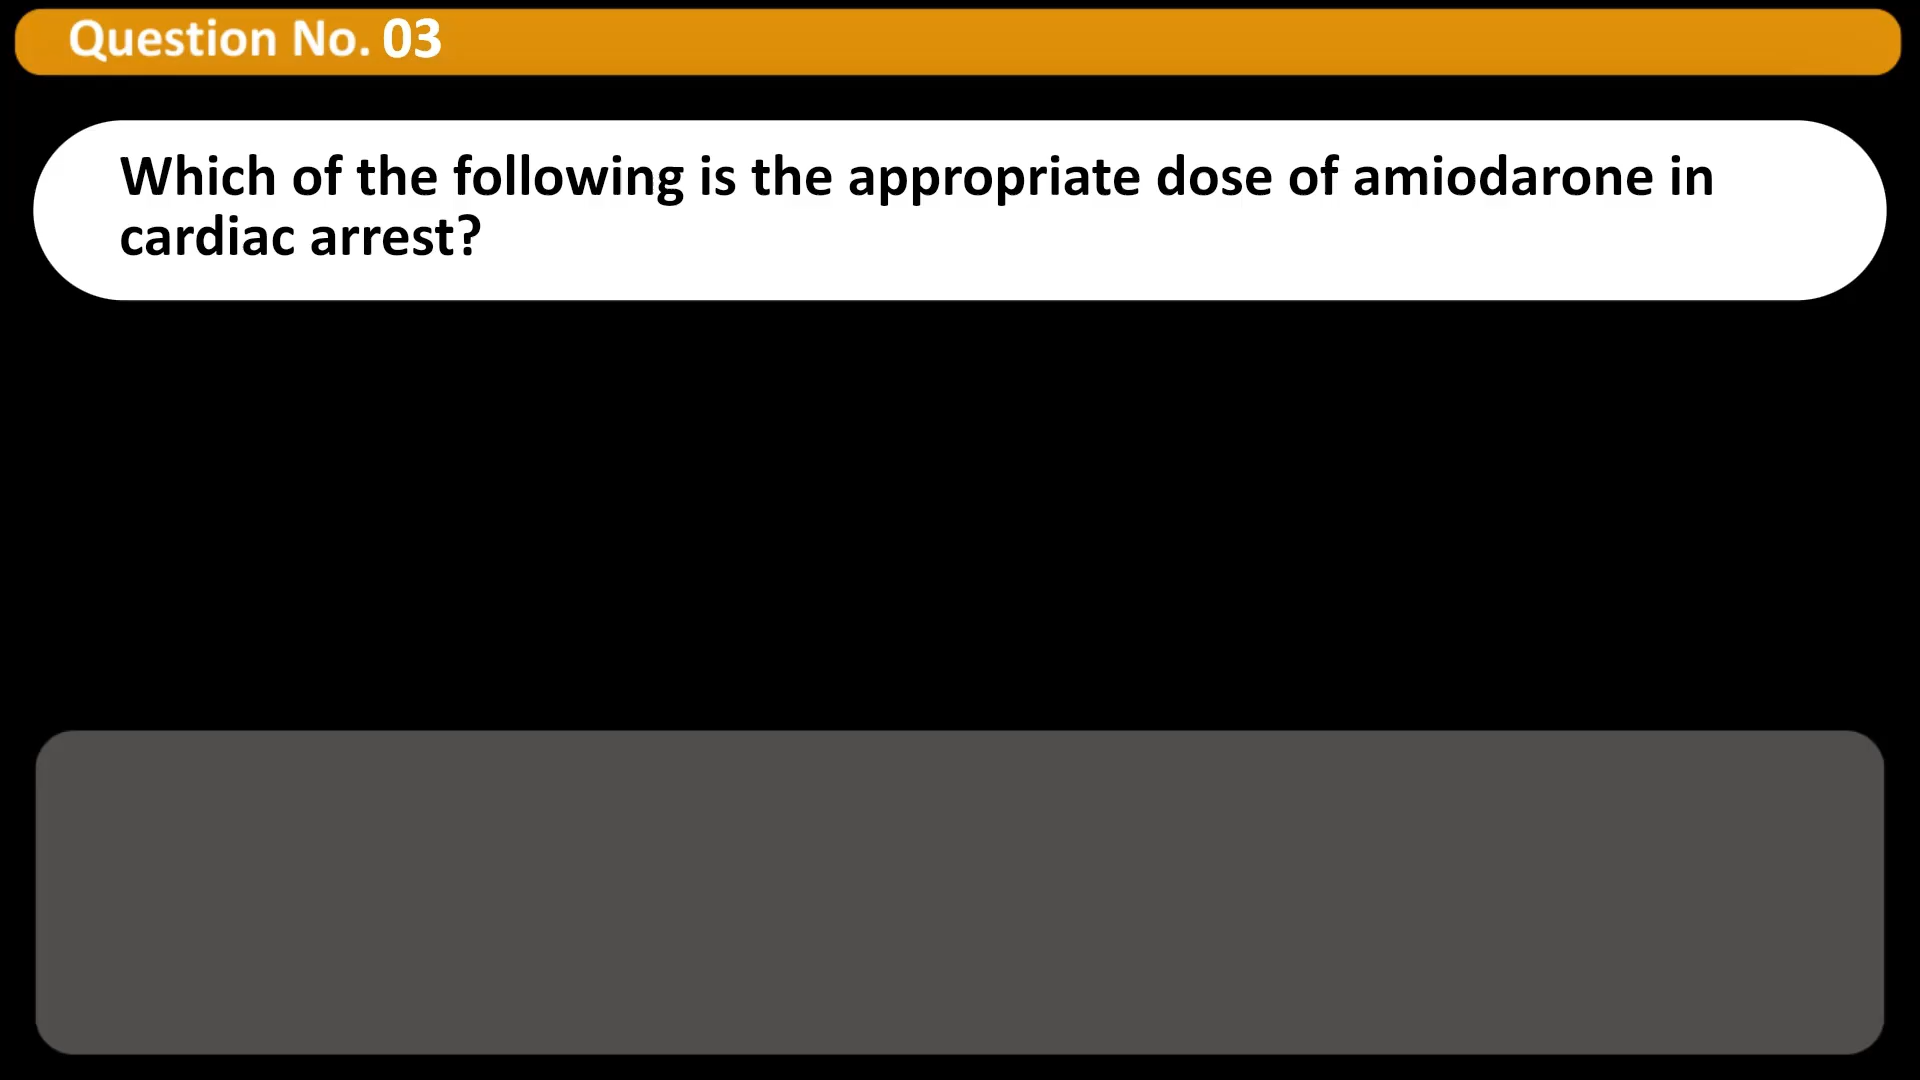 Question No. 03
Which of the following is the appropriate dose of amiodarone in
cardiac arrest?